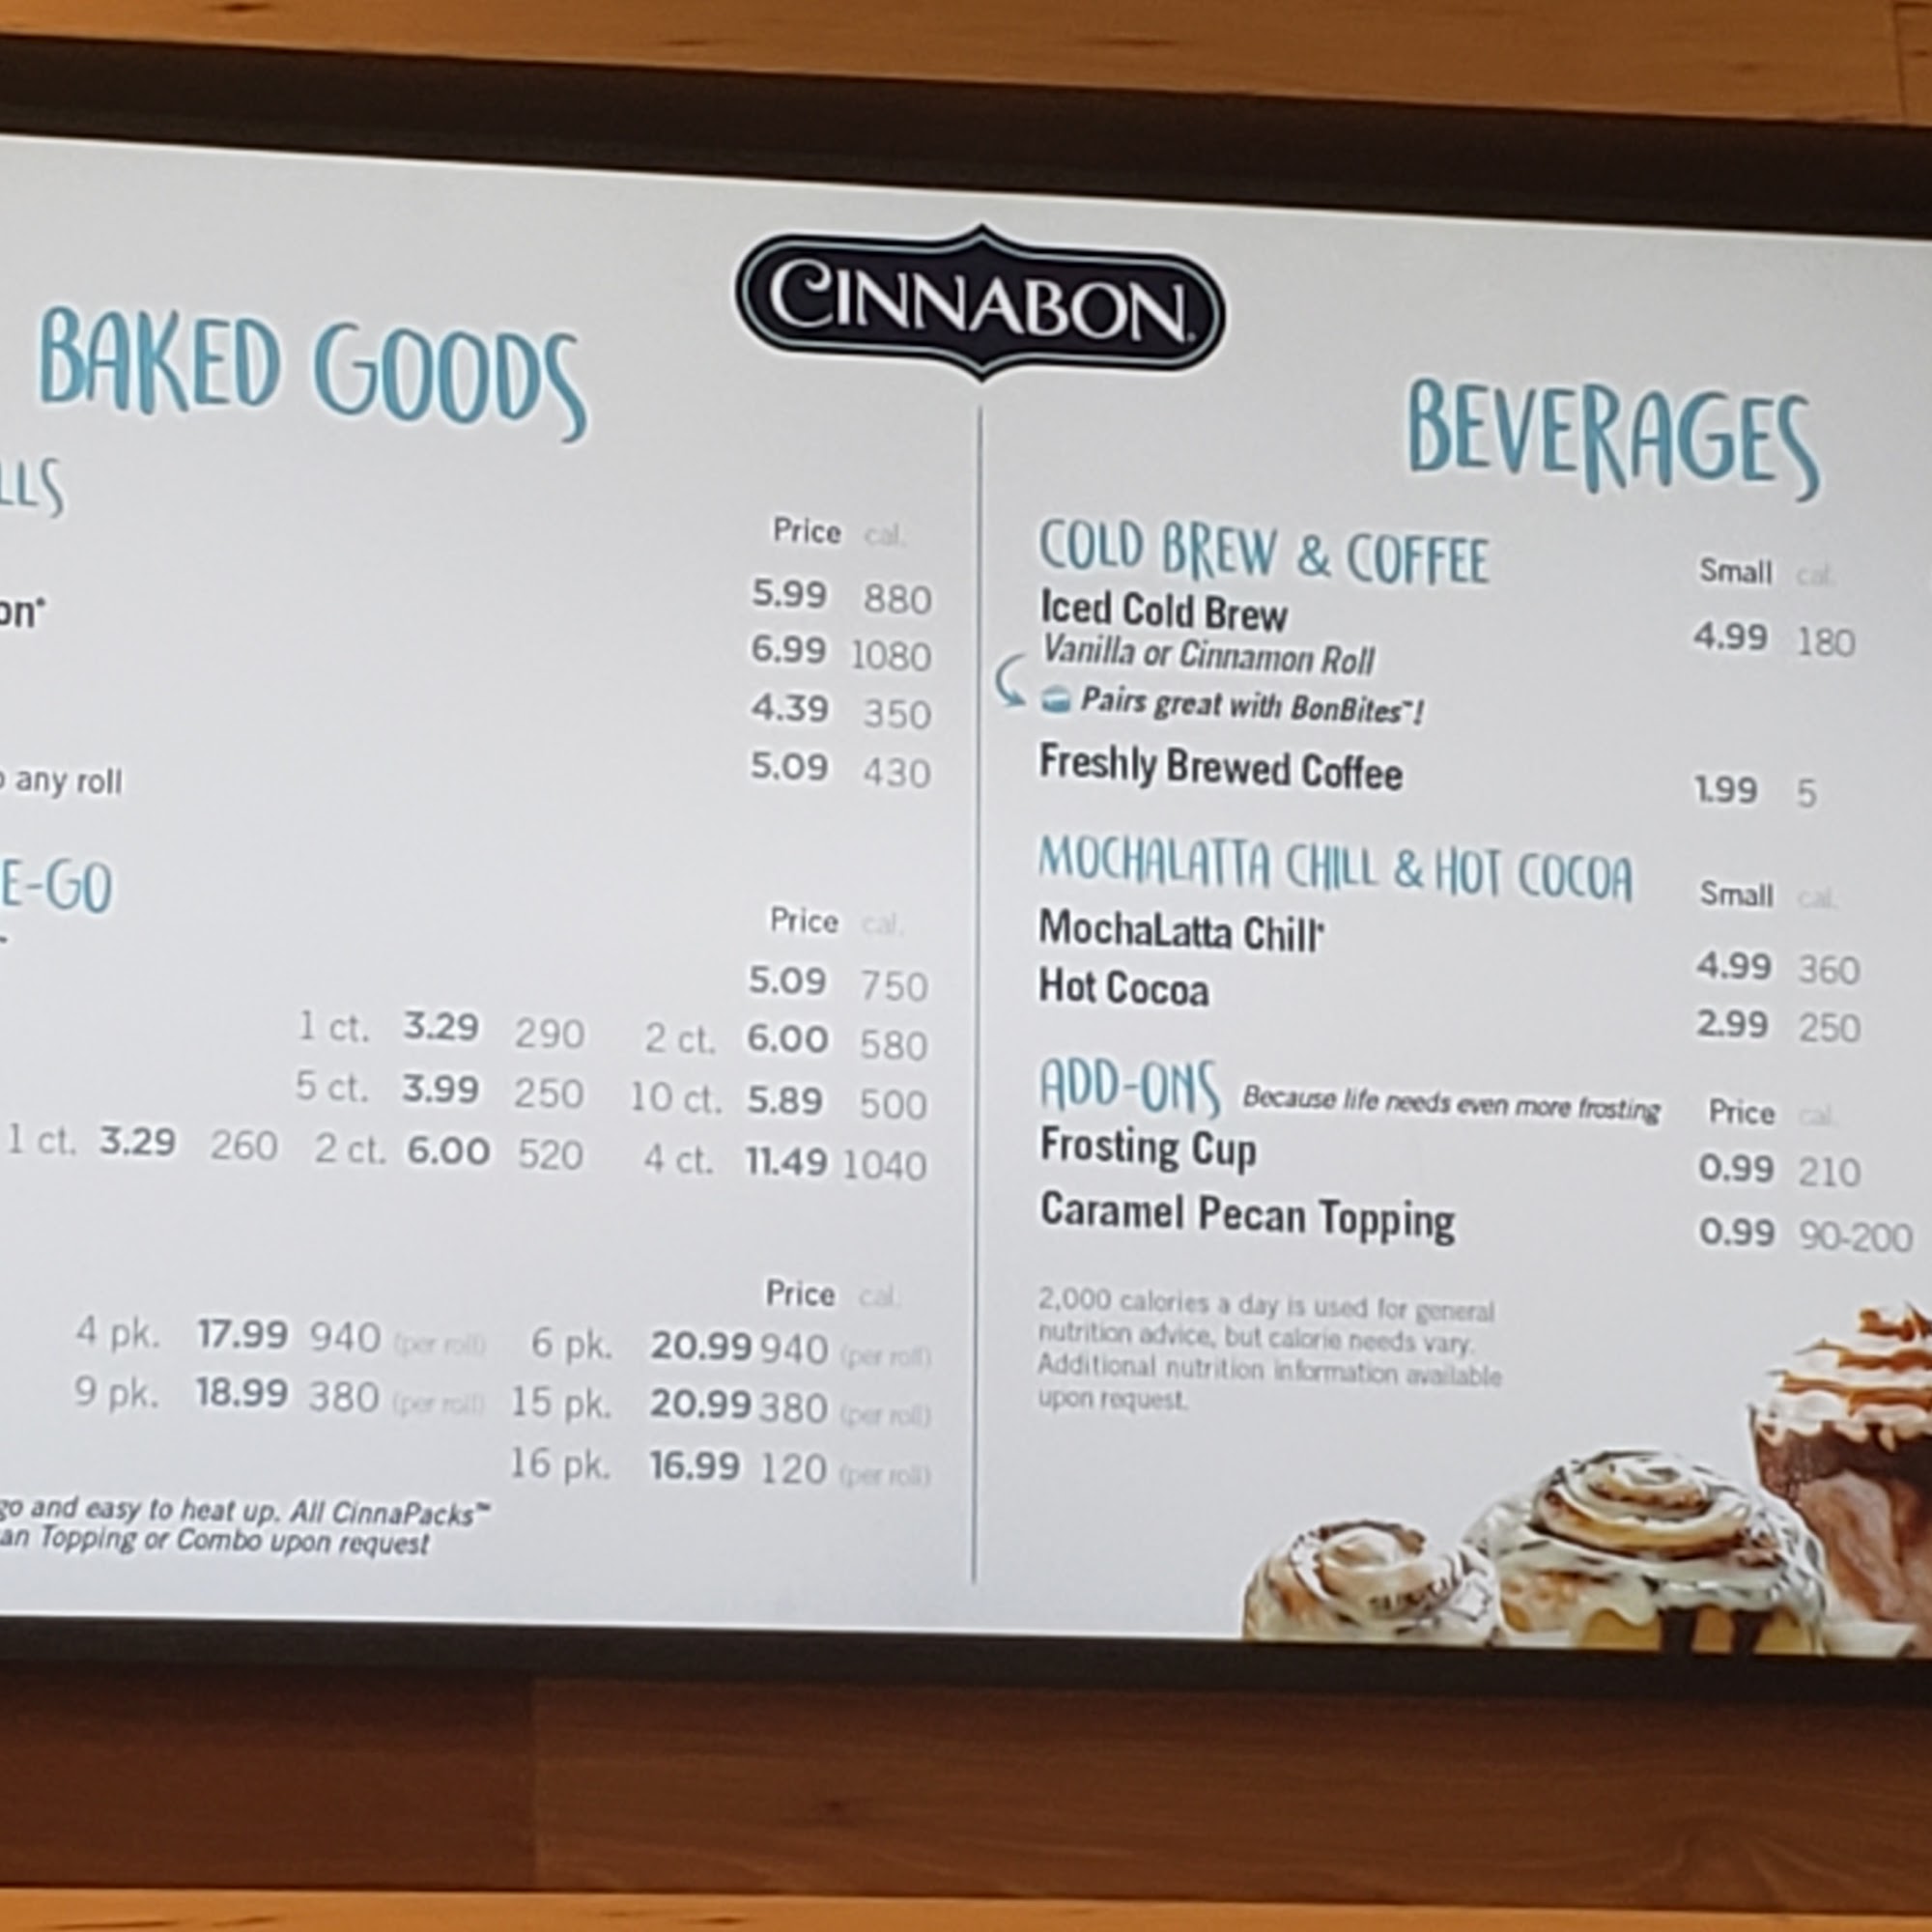 CINNABON
BAKED GOODS
LLS
Price cal.
5.99 880
on
6.99 1080
4.39 350
5.09 430
any roll
E-GO
Price cal.
5.09 750
1 ct. 3.29 290 2 ct. 6.00 580
5 ct. 3.99 250 10 ct. 5.89 500
1 ct. 3.29 260 2 ct. 6.00 520 4 ct. 11.49 1040
Price cal.
4 pk. 17.99 940 (per roll) 6 pk. 20.99 940 (per roll)
9 pk. 18.99 380 (per roll) 15 pk. 20.99 380 (per roll)
16 pk. 16.99 120 (per roll)
go and easy to heat up. All CinnaPacks™
an Topping or Combo upon request
BEVERAGES
COLD BREW & COFFEE Small cal.
Iced Cold Brew 4.99 180
Vanilla or Cinnamon Roll
Pairs great with BonBites™!
Freshly Brewed Coffee 1.99 5
MOCHALATTA CHILL & HOT COCOA Small cal.
MochaLatta Chill® 4.99 360
Hot Cocoa 2.99 250
ADD-ONS Because life needs even more frosting Price cal.
Frosting Cup 0.99 210
Caramel Pecan Topping 0.99 90-200
2,000 calories a day is used for general
nutrition advice, but calorie needs vary.
Additional nutrition information available
upon request.